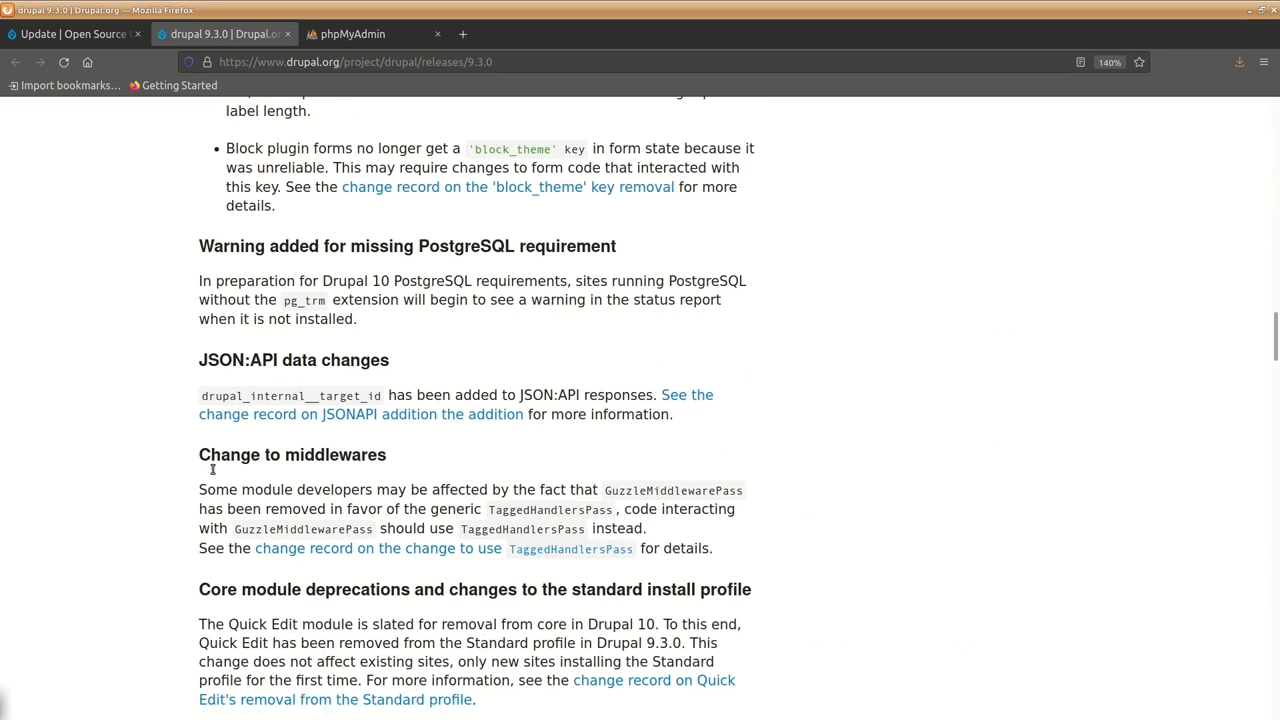 drupal 9.3.0 | Drupal.org — Mozilla Firefox
Update | Open Source
drupal 9.3.0 | Drupal.or
phpMyAdmin
https://www.drupal.org/project/drupal/releases/9.3.0
140%
Import bookmarks...
Getting Started
label length.
Block plugin forms no longer get a 'block_theme' key in form state because it
was unreliable. This may require changes to form code that interacted with
this key. See the change record on the 'block_theme' key removal for more
details.
Warning added for missing PostgreSQL requirement
In preparation for Drupal 10 PostgreSQL requirements, sites running PostgreSQL
without the pg_trm extension will begin to see a warning in the status report
when it is not installed.
JSON:API data changes
drupal_internal__target_id has been added to JSON:API responses. See the
change record on JSONAPI addition the addition for more information.
Change to middlewares
Some module developers may be affected by the fact that GuzzleMiddlewarePass
has been removed in favor of the generic TaggedHandlersPass, code interacting
with GuzzleMiddlewarePass should use TaggedHandlersPass instead.
See the change record on the change to use TaggedHandlersPass for details.
Core module deprecations and changes to the standard install profile
The Quick Edit module is slated for removal from core in Drupal 10. To this end,
Quick Edit has been removed from the Standard profile in Drupal 9.3.0. This
change does not affect existing sites, only new sites installing the Standard
profile for the first time. For more information, see the change record on Quick
Edit's removal from the Standard profile.